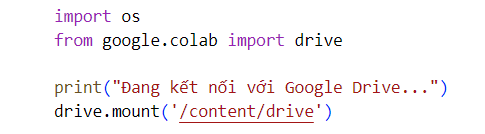 import os
from google.colab import drive

print("Đang kết nối với Google Drive...")
drive.mount('/content/drive')